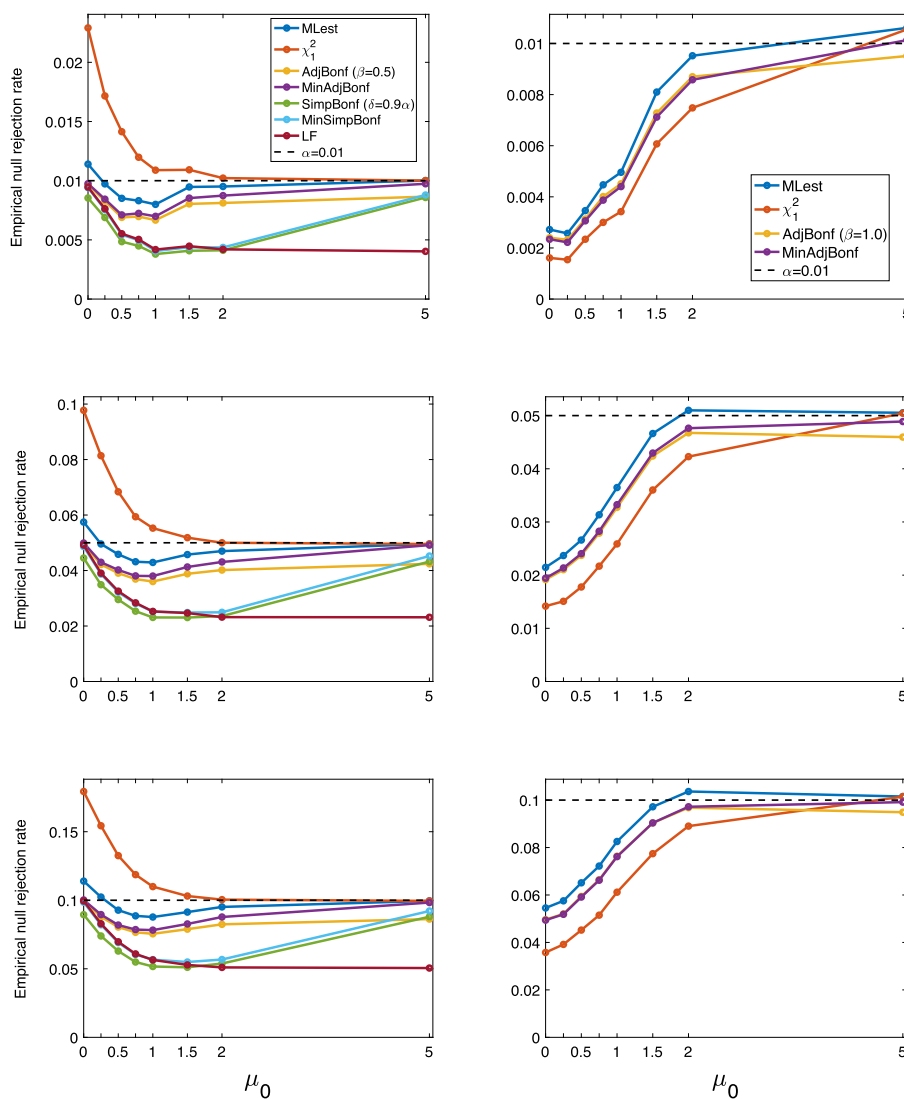 Empirical null rejection rate
0.02
0.015
0.01
0.005
0
0 0.5 1 1.5 2 5
MLest
χ₁²
AdjBonf (β=0.5)
MinAdjBonf
SimpBonf (δ=0.9α)
MinSimpBonf
LF
α=0.01
0.01
0.008
0.006
0.004
0.002
0
0 0.5 1 1.5 2 5
MLest
χ₁²
AdjBonf (β=1.0)
MinAdjBonf
α=0.01
Empirical null rejection rate
0.1
0.08
0.06
0.04
0.02
0
0 0.5 1 1.5 2 5
0.05
0.04
0.03
0.02
0.01
0
0 0.5 1 1.5 2 5
Empirical null rejection rate
0.15
0.1
0.05
0
0 0.5 1 1.5 2 5
μ₀
0.1
0.08
0.06
0.04
0.02
0
0 0.5 1 1.5 2 5
μ₀